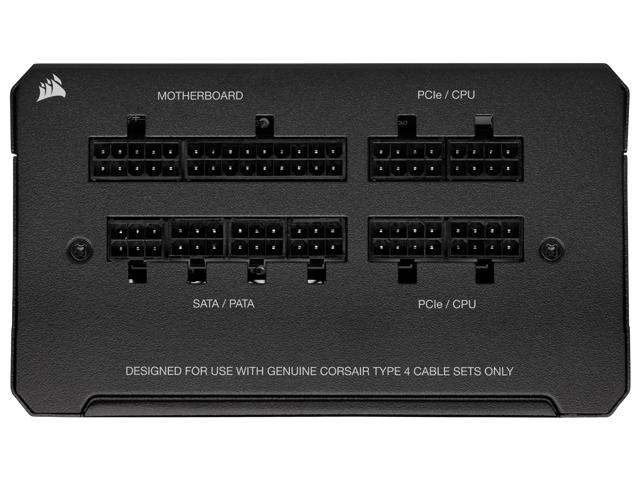 MOTHERBOARD
PCIe / CPU
SATA / PATA
PCIe / CPU
DESIGNED FOR USE WITH GENUINE CORSAIR TYPE 4 CABLE SETS ONLY